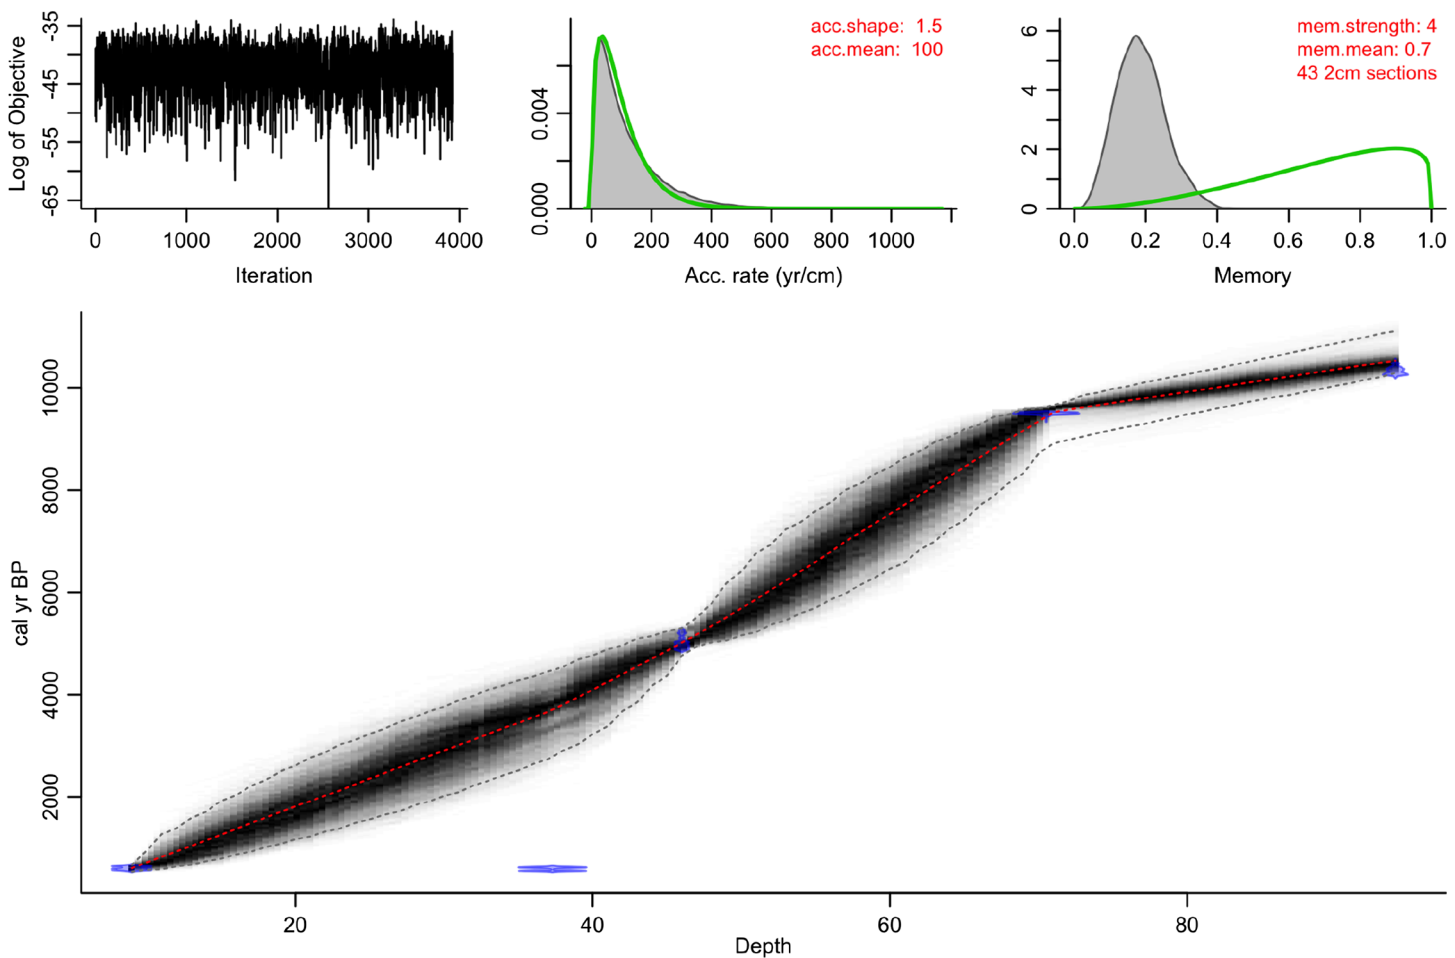 Log of Objective
-35
-45
-55
-65
0 1000 2000 3000 4000
Iteration
acc.shape: 1.5
acc.mean: 100
0.004
0.000
0 200 400 600 800 1000
Acc. rate (yr/cm)
mem.strength: 4
mem.mean: 0.7
43 2cm sections
6
4
2
0
0.0 0.2 0.4 0.6 0.8 1.0
Memory
cal yr BP
10000
8000
6000
4000
2000
20 40 60 80
Depth